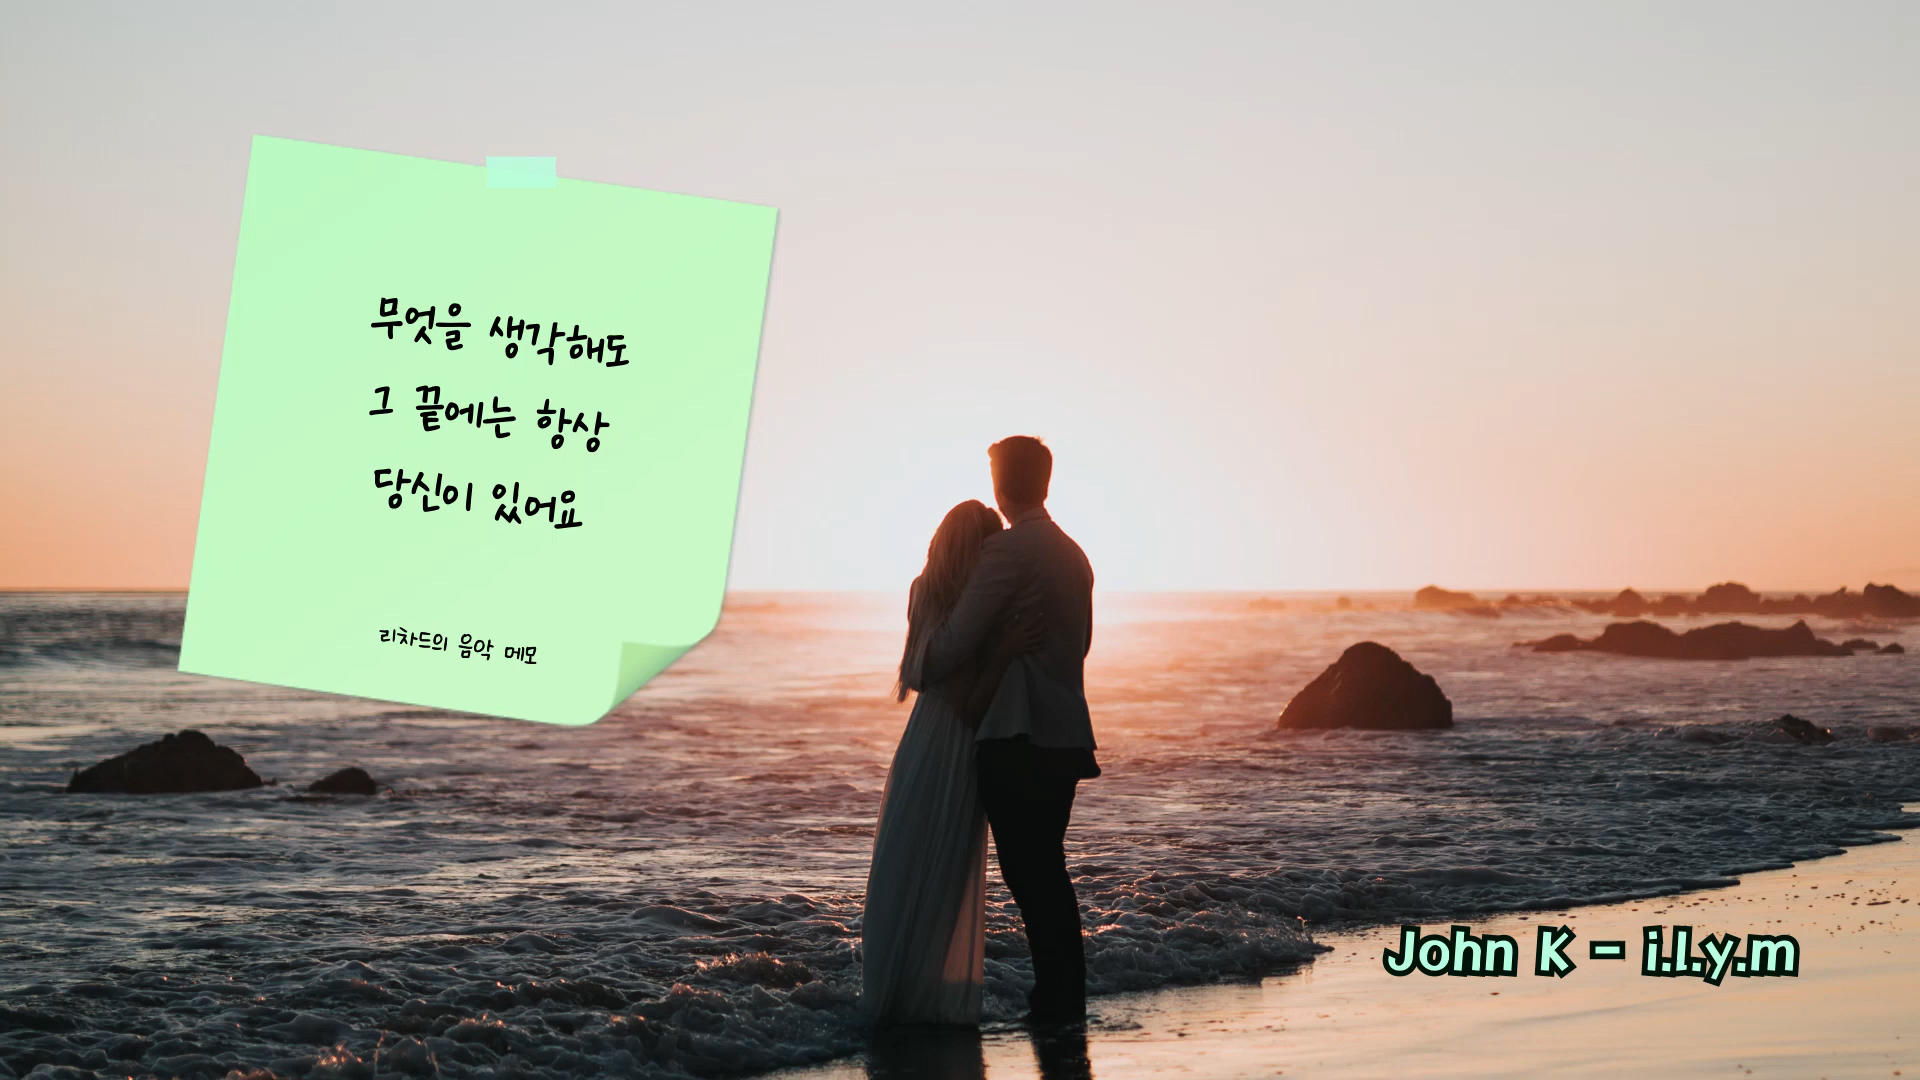 무엇을 생각해도
그 끝에는 항상
당신이 있어요
리차드의 음악 메모
John K - i.l.y.m